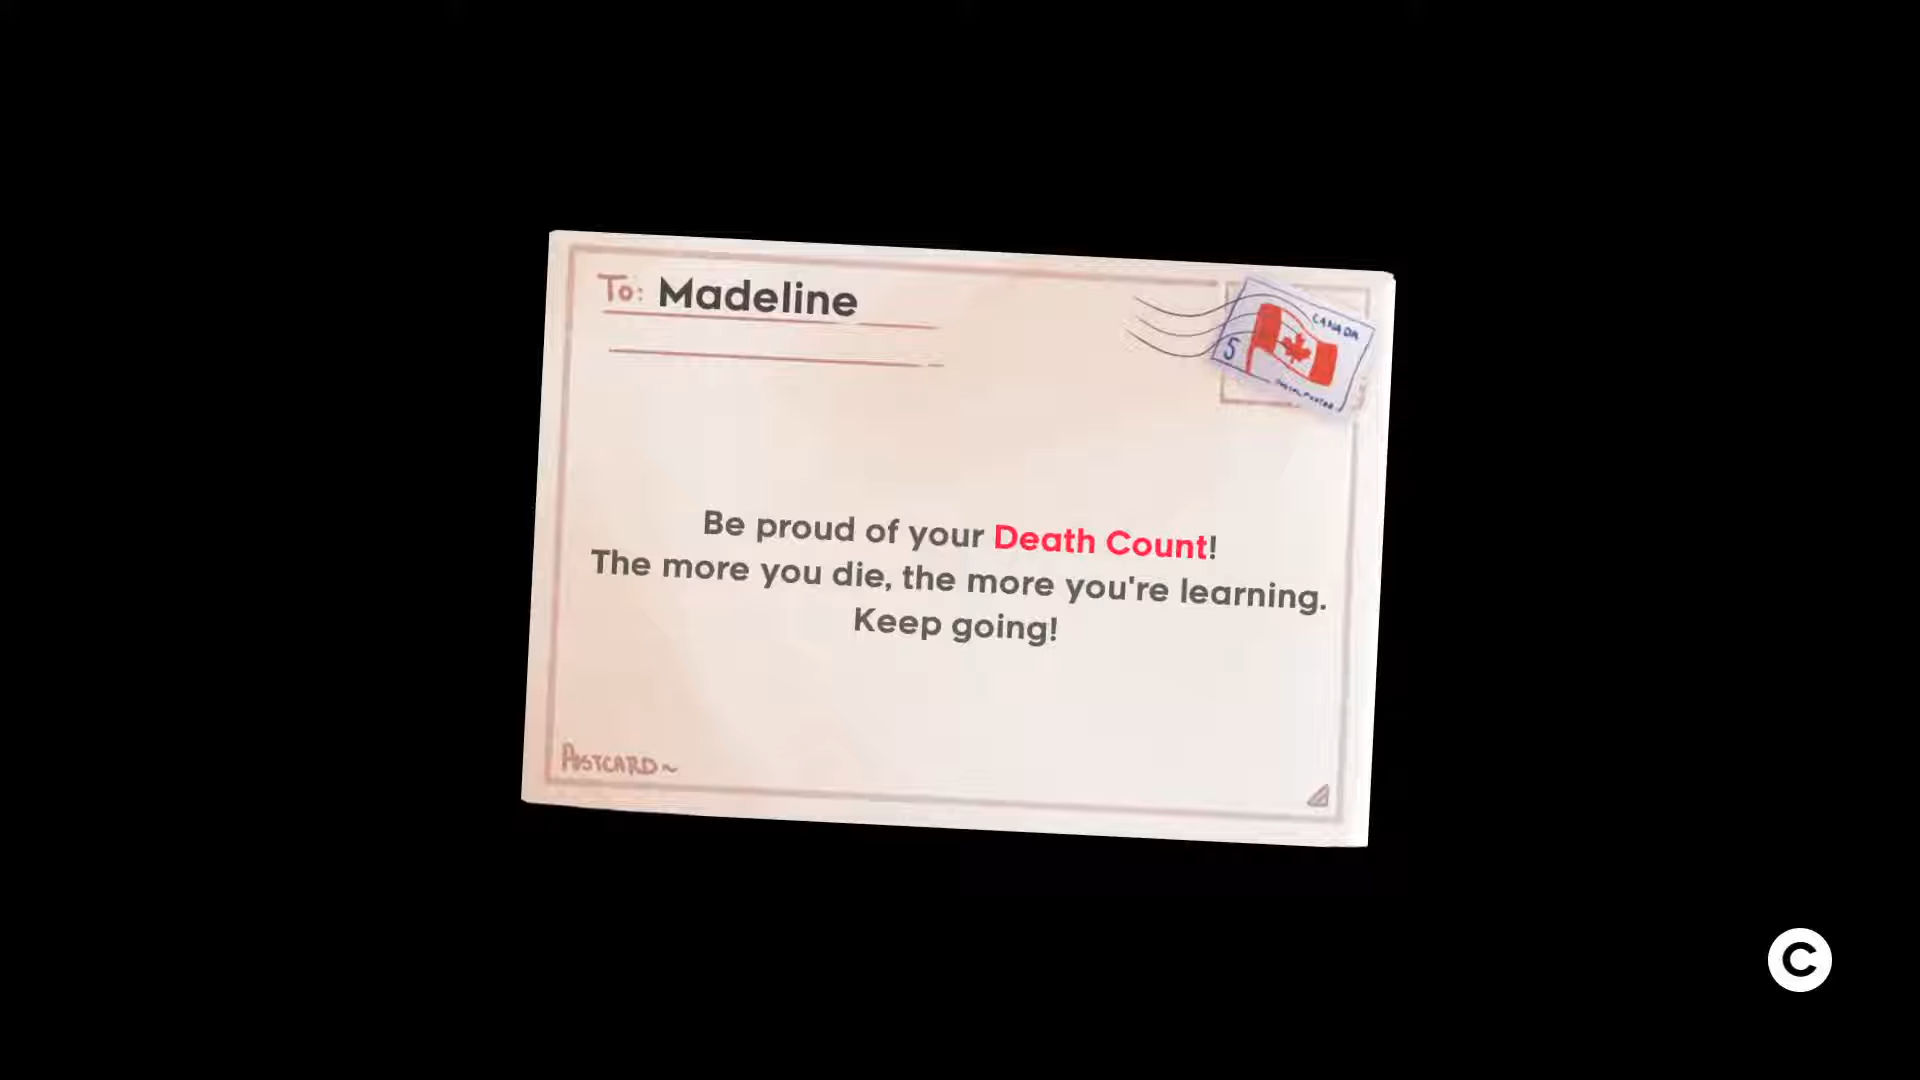 To: Madeline
CANADA
5
Be proud of your Death Count!
The more you die, the more you're learning.
Keep going!
POSTCARD~
C